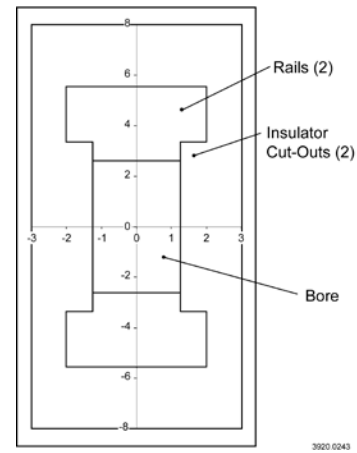 8
6
Rails (2)
4
Insulator
Cut-Outs (2)
2
0
-3 -2 -1 0 1 2 3
-2
Bore
-4
-6
-8
3920.0243